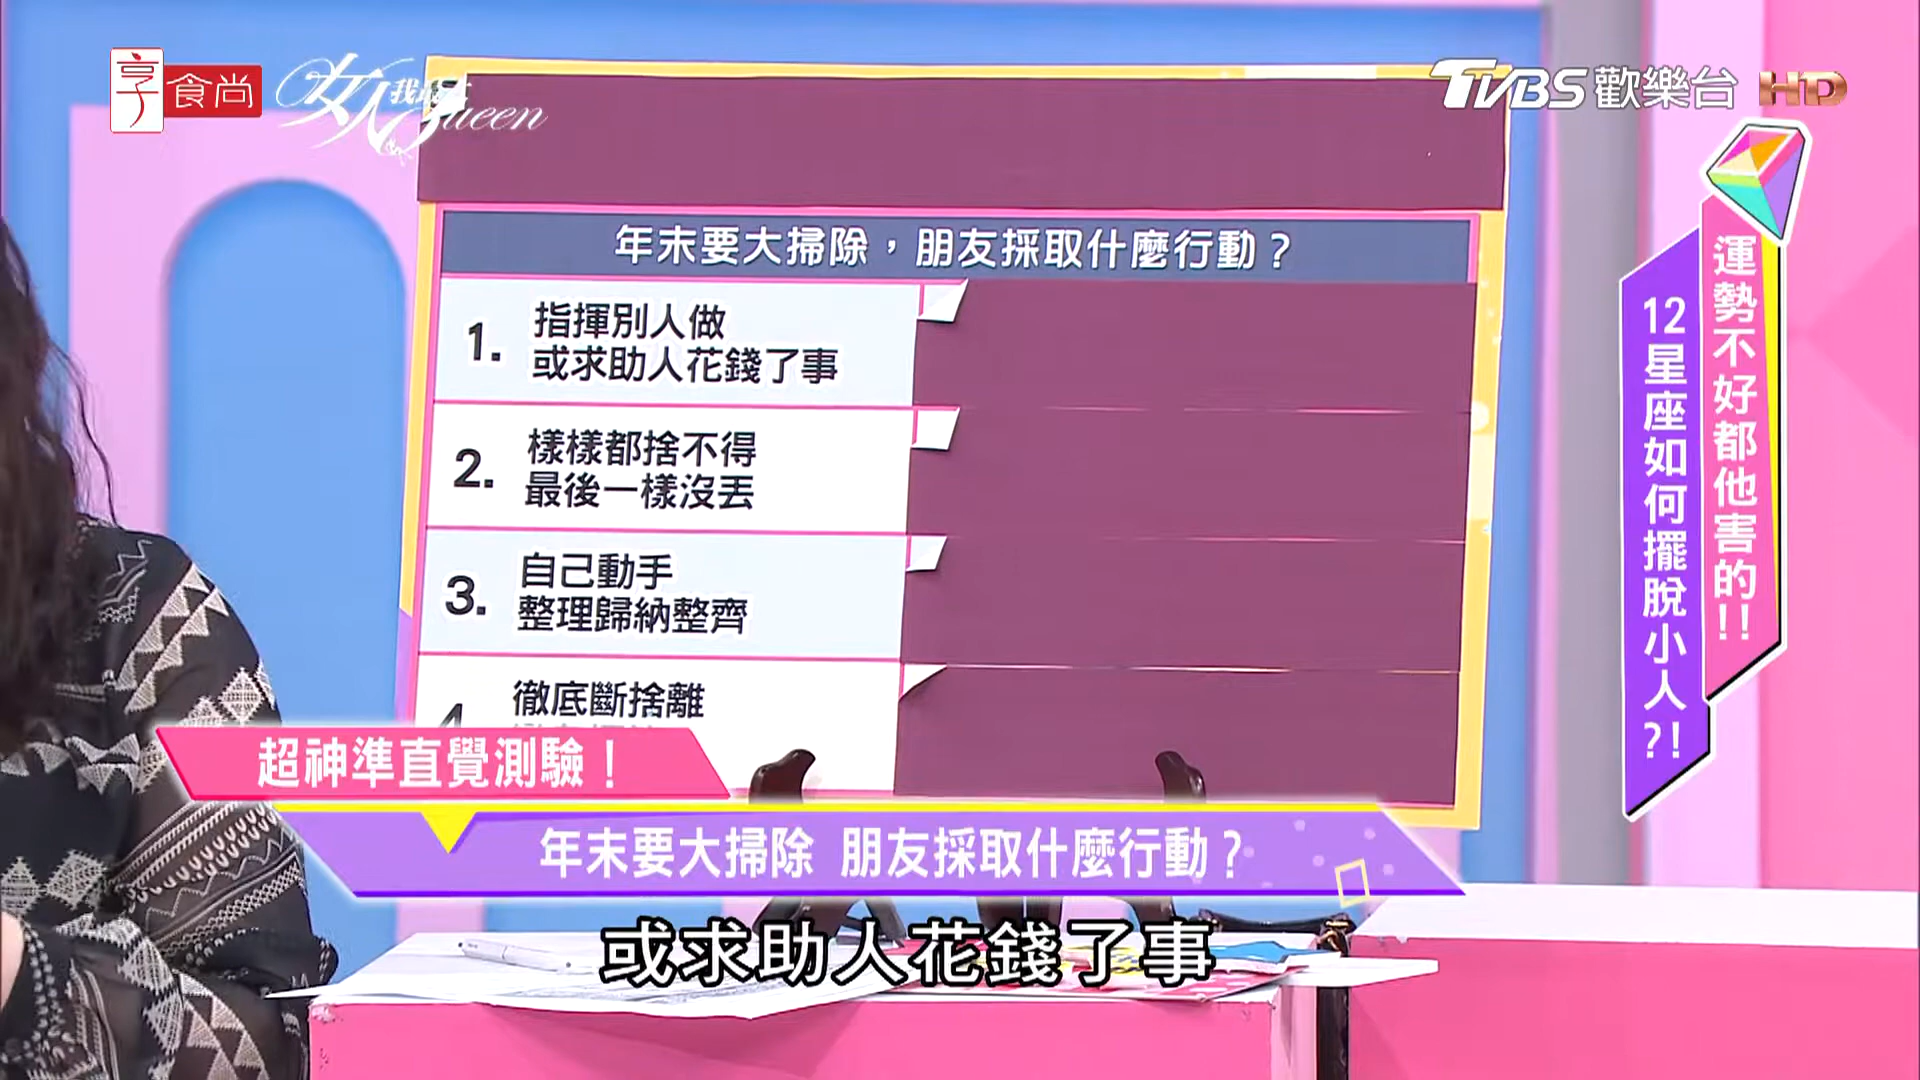 享食尚
女人我最大
Queen
TVBS歡樂台 HD
年末要大掃除，朋友採取什麼行動？
1. 指揮別人做
或求助人花錢了事
2. 樣樣都捨不得
最後一樣沒丟
3. 自己動手
整理歸納整齊
4. 徹底斷捨離
運勢不好都他害的!!
12星座如何擺脫小人?!
超神準直覺測驗！
年末要大掃除 朋友採取什麼行動？
或求助人花錢了事